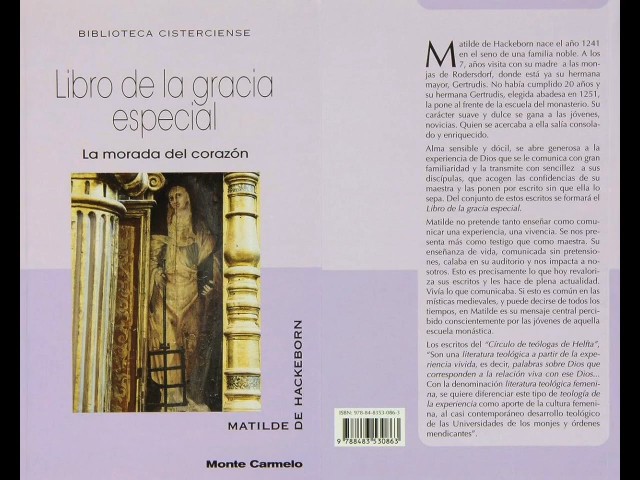 BIBLIOTECA CISTERCIENSE
Libro de la gracia
especial
La morada del corazón
MATILDE
DE HACKEBORN
Monte Carmelo
ISBN: 978-84-8353-086-3
9 788483 530863
Matilde de Hackeborn nace el año 1241
en el seno de una familia noble. A los
7, años visita con su madre a las mon-
jas de Rodersdorf, donde está ya su hermana
mayor, Gertrudis. No había cumplido 20 años y
su hermana Gertrudis, elegida abadesa en 1251,
la pone al frente de la escuela del monasterio. Su
carácter suave y dulce se gana a las jóvenes,
novicias. Quien se acercaba a ella salía consola-
do y enriquecido.
Alma sensible y dócil, se abre generosa a la
experiencia de Dios que se le comunica con gran
familiaridad y la transmite con sencillez a sus
discípulas, que acogen las confidencias de su
maestra y las ponen por escrito sin que ella lo
sepa. Del conjunto de estos escritos se formará el
Libro de la gracia especial.
Matilde no pretende tanto enseñar como comu-
nicar una experiencia, una vivencia. Se nos pre-
senta más como testigo que como maestra. Su
enseñanza de vida, comunicada sin pretensio-
nes, calaba en su auditorio y nos impacta a no-
sotros. Esto es precisamente lo que hoy revalori-
za sus escritos y les hace de plena actualidad.
Vivía lo que comunicaba. Si esto es común en las
místicas medievales, y puede decirse de todos los
tiempos, en Matilde es su mensaje central perci-
bido conscientemente por las jóvenes de aquella
escuela monástica.
Los escritos del "Círculo de teólogas de Helfta",
"Son una literatura teológica a partir de la expe-
riencia vivida, es decir, palabras sobre Dios que
corresponden a la relación viva con ese Dios...
Con la denominación literatura teológica femeni-
na, se quiere diferenciar este tipo de teología de
la experiencia como aporte de la cultura femeni-
na, al casi contemporáneo desarrollo teológico
de las Universidades de los monjes y órdenes
mendicantes".